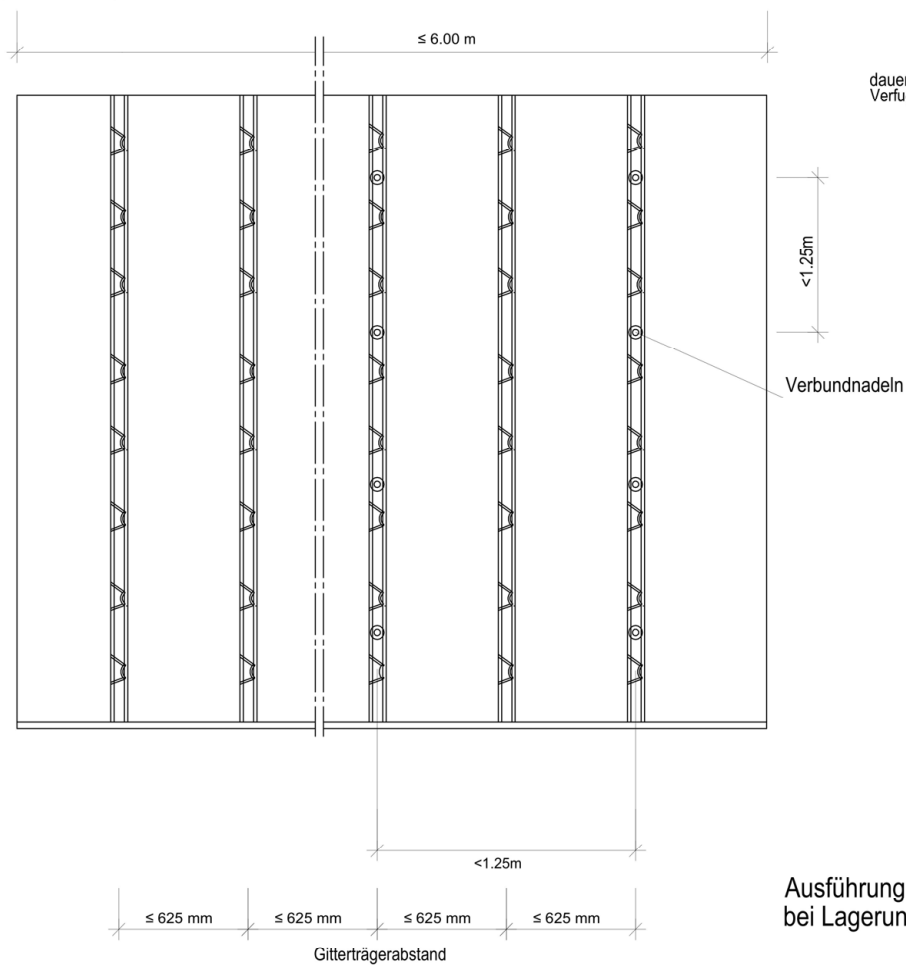 ≤ 6.00 m
<1.25m
Verbundnadeln
<1.25m
Ausführung
≤ 625 mm ≤ 625 mm ≤ 625 mm ≤ 625 mm
Gitterträgerabstand